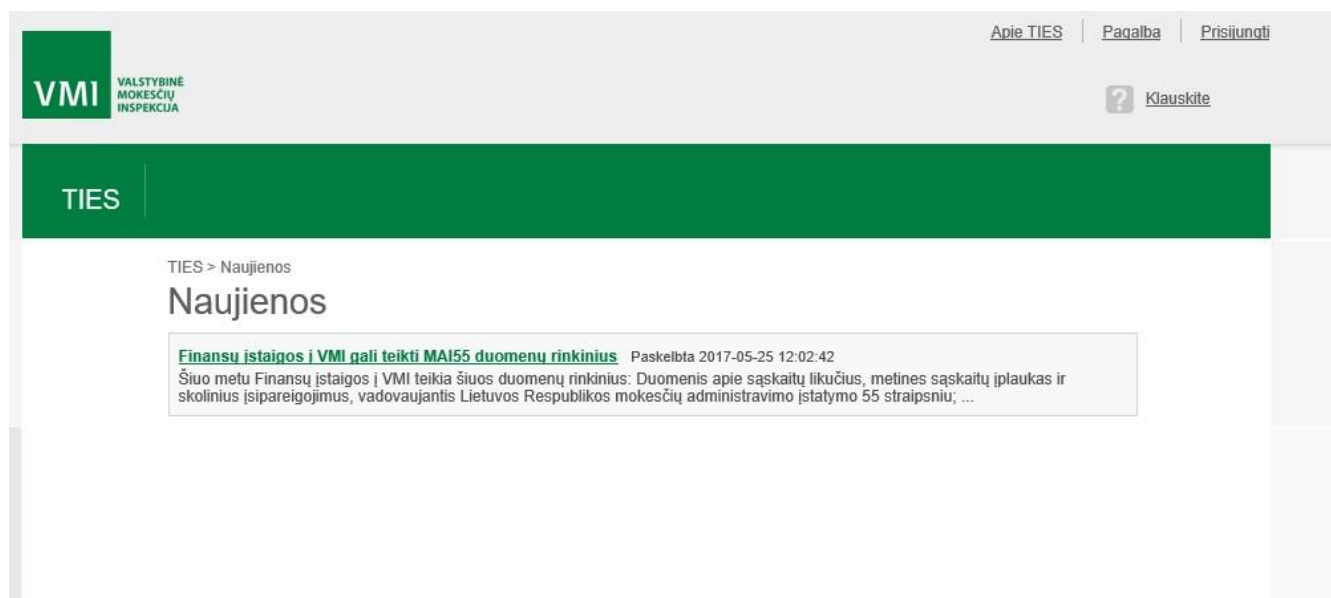 Apie TIES Pagalba Prisijungti
VMI
VALSTYBINĖ
MOKESČIŲ
INSPEKCIJA
? Klauskite
TIES
TIES > Naujienos
Naujienos
Finansų įstaigos į VMI gali teikti MAI55 duomenų rinkinius Paskelbta 2017-05-25 12:02:42
Šiuo metu Finansų įstaigos į VMI teikia šiuos duomenų rinkinius: Duomenis apie sąskaitų likučius, metines sąskaitų įplaukas ir
skolinius įsipareigojimus, vadovaujantis Lietuvos Respublikos mokesčių administravimo įstatymo 55 straipsniu; ...